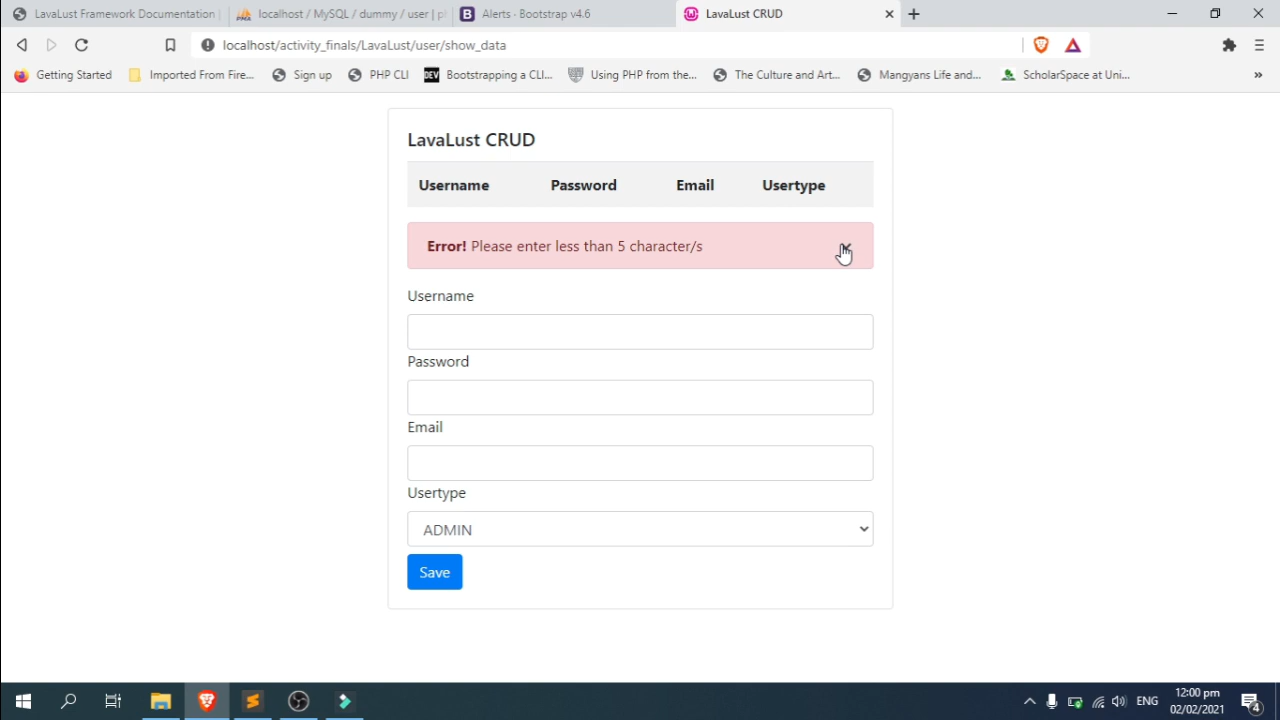 LavaLust Framework Documentation
localhost / MySQL / dummy / user | p
Alerts · Bootstrap v4.6
LavaLust CRUD
localhost/activity_finals/LavaLust/user/show_data
Getting Started
Imported From Fire...
Sign up
PHP CLI
DEV
Bootstrapping a CLI...
Using PHP from the...
The Culture and Art...
Mangyans Life and...
ScholarSpace at Uni...
LavaLust CRUD
Username Password Email Usertype
Error! Please enter less than 5 character/s
Username
Password
Email
Usertype
ADMIN
Save
ENG
12:00 pm
02/02/2021
4